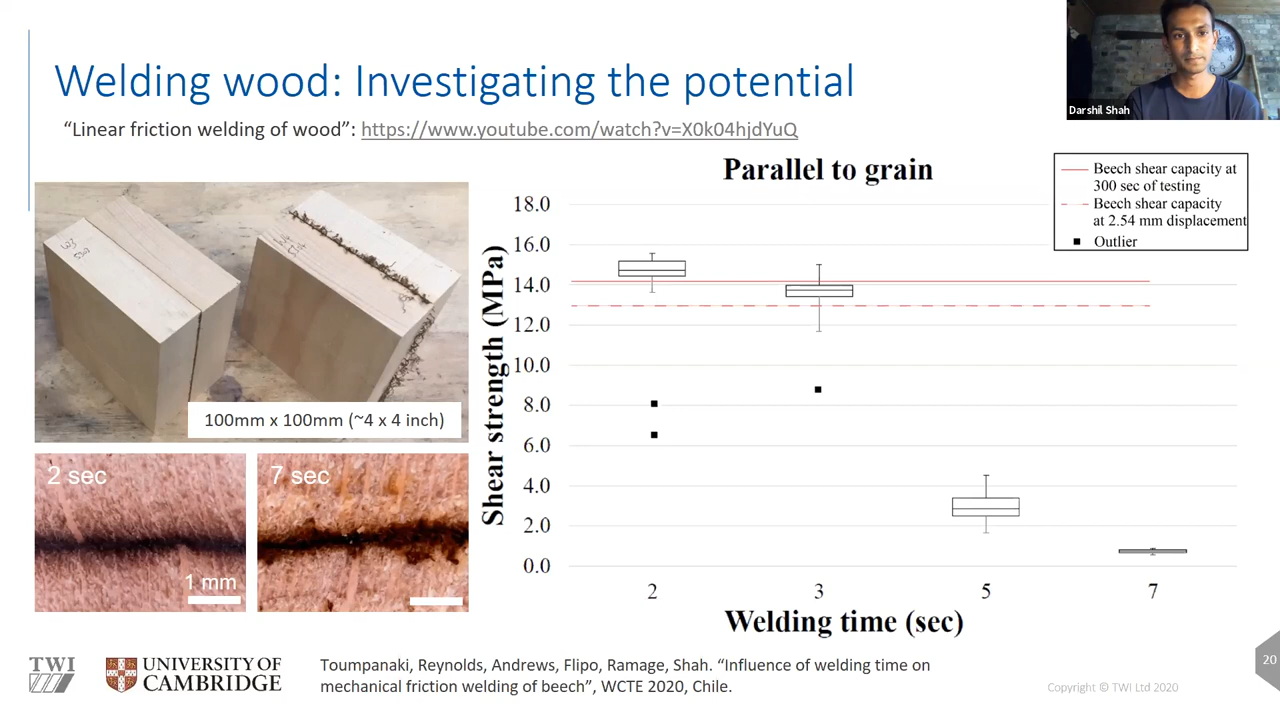 Welding wood: Investigating the potential
“Linear friction welding of wood”: https://www.youtube.com/watch?v=X0k04hjdYuQ
Darshil Shah
100mm x 100mm (~4 x 4 inch)
2 sec
1 mm
7 sec
Parallel to grain
Beech shear capacity at
300 sec of testing
Beech shear capacity
at 2.54 mm displacement
Outlier
Shear strength (MPa)
18.0
16.0
14.0
12.0
10.0
8.0
6.0
4.0
2.0
0.0
2 3 5 7
Welding time (sec)
TWI
UNIVERSITY OF
CAMBRIDGE
Toumpanaki, Reynolds, Andrews, Flipo, Ramage, Shah. “Influence of welding time on
mechanical friction welding of beech”, WCTE 2020, Chile.
Copyright © TWI Ltd 2020
20